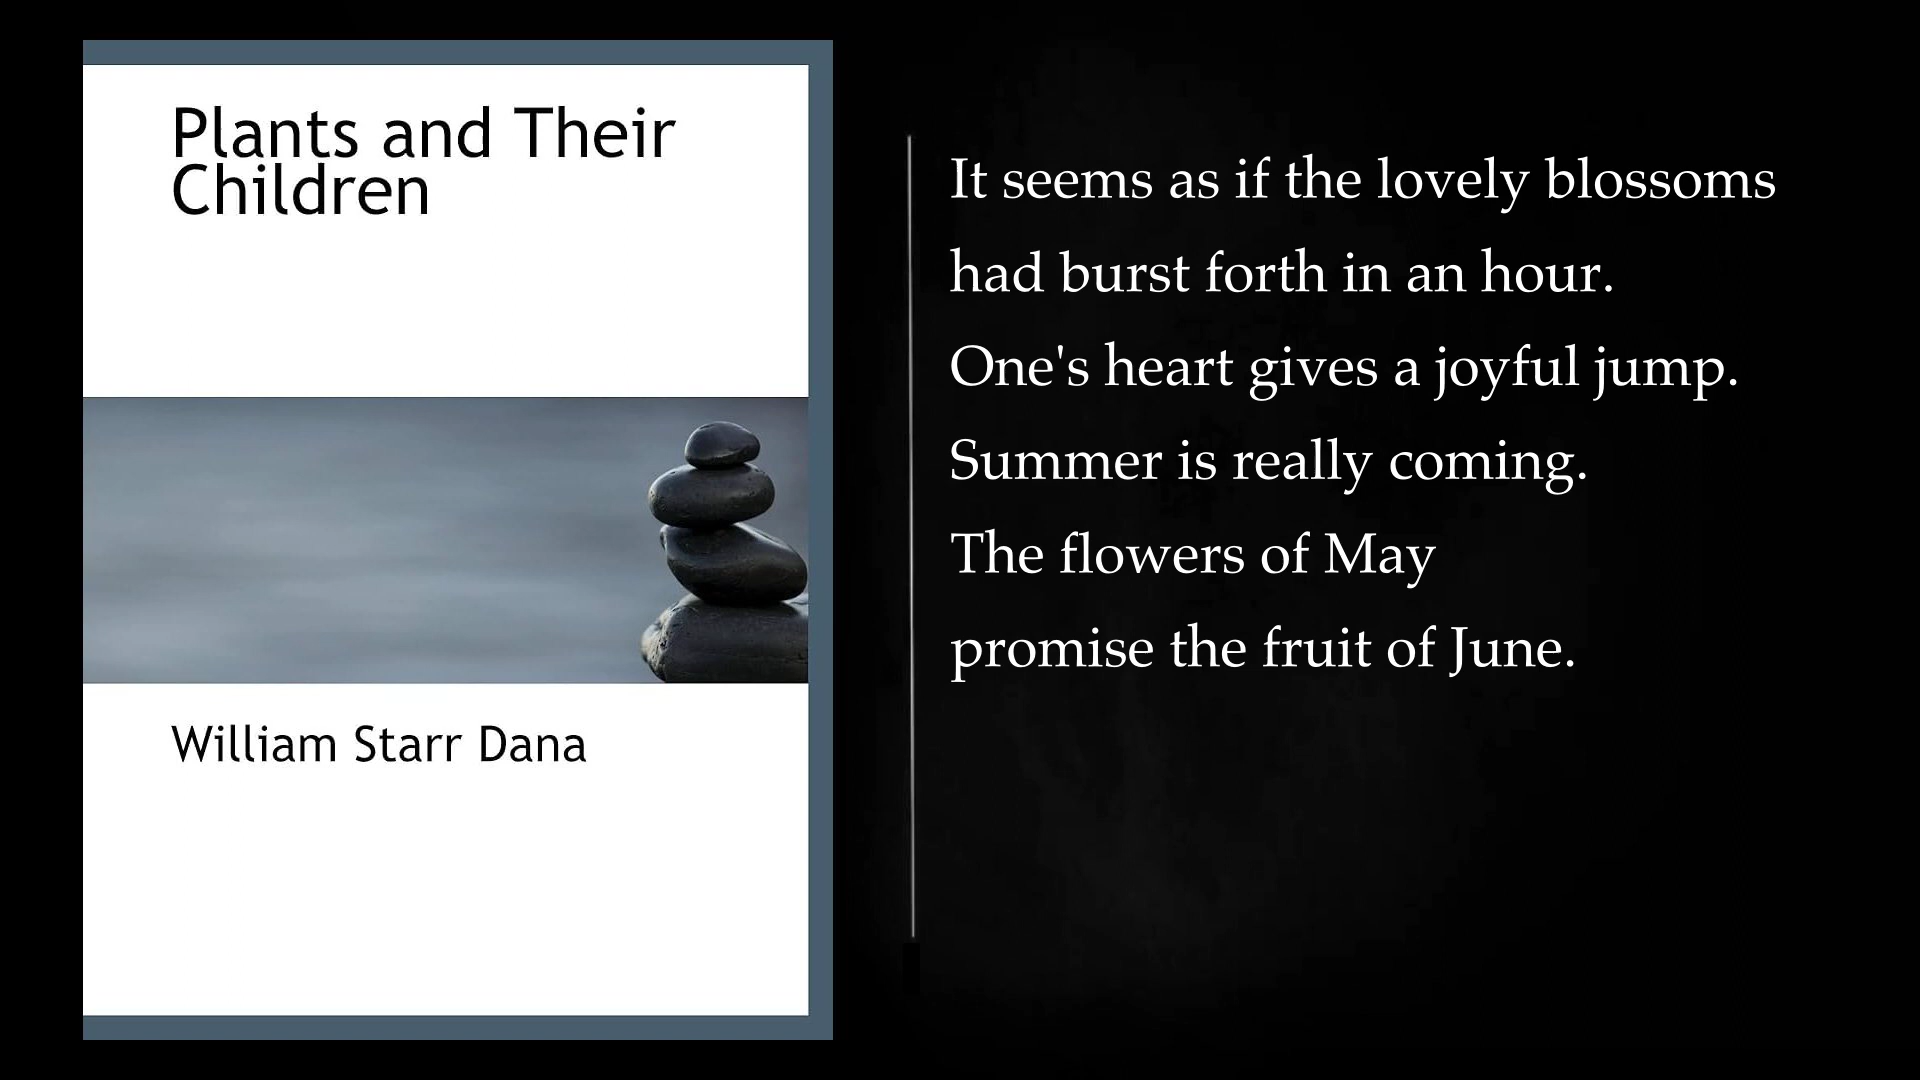 Plants and Their
Children
William Starr Dana
It seems as if the lovely blossoms
had burst forth in an hour.
One's heart gives a joyful jump.
Summer is really coming.
The flowers of May
promise the fruit of June.